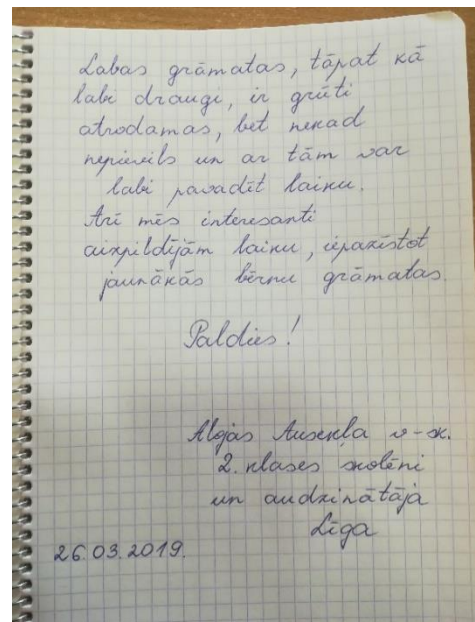 Labas grāmatas, tāpat kā
labi draugi, ir grūti
atrodamas, bet nekad
nepievils un ar tām var
labi pavadīt laiku.
Arī mēs interesanti
aizpildījām laiku, iepazīstot
jaunākās bērnu grāmatas.
Paldies!
Alojas Ausekļa v-sk.
2. klases skolēni
un audzinātāja
Līga
26.03.2019.